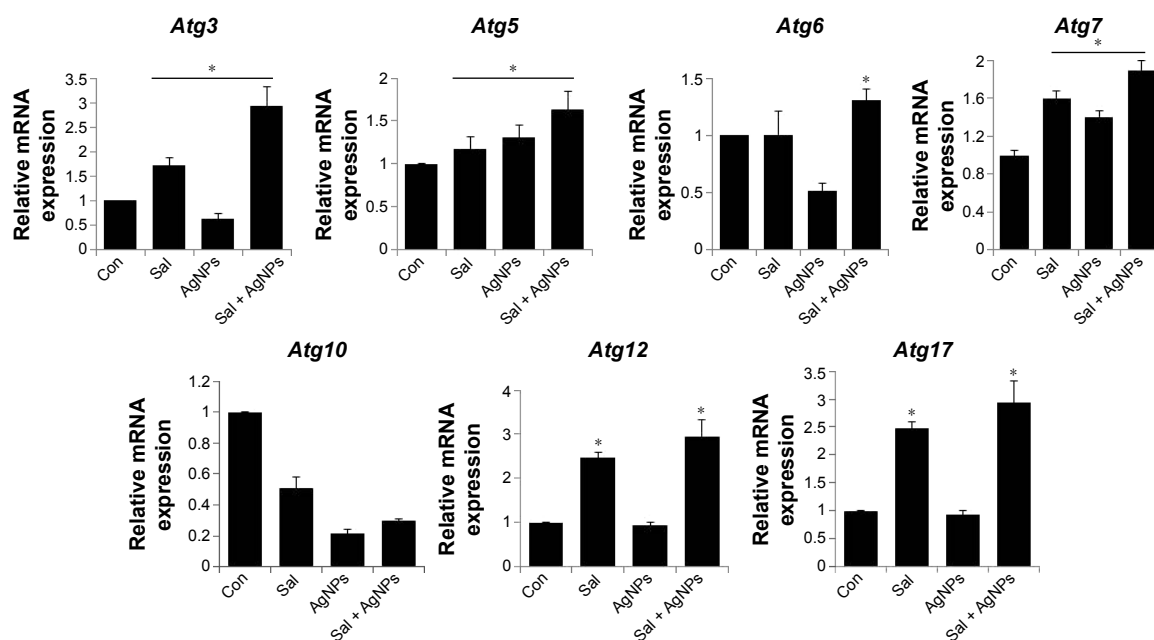 Atg3
Relative mRNA
expression
*
3.5
3
2.5
2
1.5
1
0.5
0
Con
Sal
AgNPs
Sal + AgNPs
Atg5
Relative mRNA
expression
*
2
1.5
1
0.5
0
Con
Sal
AgNPs
Sal + AgNPs
Atg6
Relative mRNA
expression
*
1.5
1
0.5
0
Con
Sal
AgNPs
Sal + AgNPs
Atg7
Relative mRNA
expression
*
2
1.6
1.2
0.8
0.4
0
Con
Sal
AgNPs
Sal + AgNPs
Atg10
Relative mRNA
expression
1.2
1
0.8
0.6
0.4
0.2
0
Con
Sal
AgNPs
Sal + AgNPs
Atg12
Relative mRNA
expression
*
*
4
3
2
1
0
Con
Sal
AgNPs
Sal + AgNPs
Atg17
Relative mRNA
expression
*
*
3.5
3
2.5
2
1.5
1
0.5
0
Con
Sal
AgNPs
Sal + AgNPs